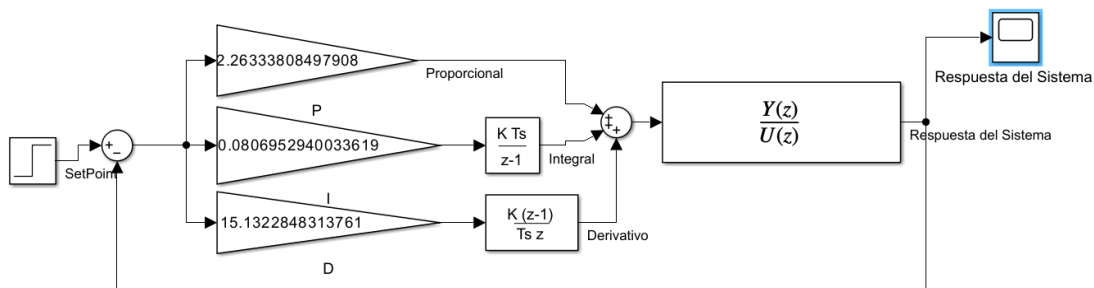 2.26333808497908
Proporcional
P
Respuesta del Sistema
+
−
SetPoint
0.0806952940033619
I
K Ts
z-1
Integral
+
+
+
Y(z)
U(z)
Respuesta del Sistema
15.1322848313761
D
K (z-1)
Ts z
Derivativo